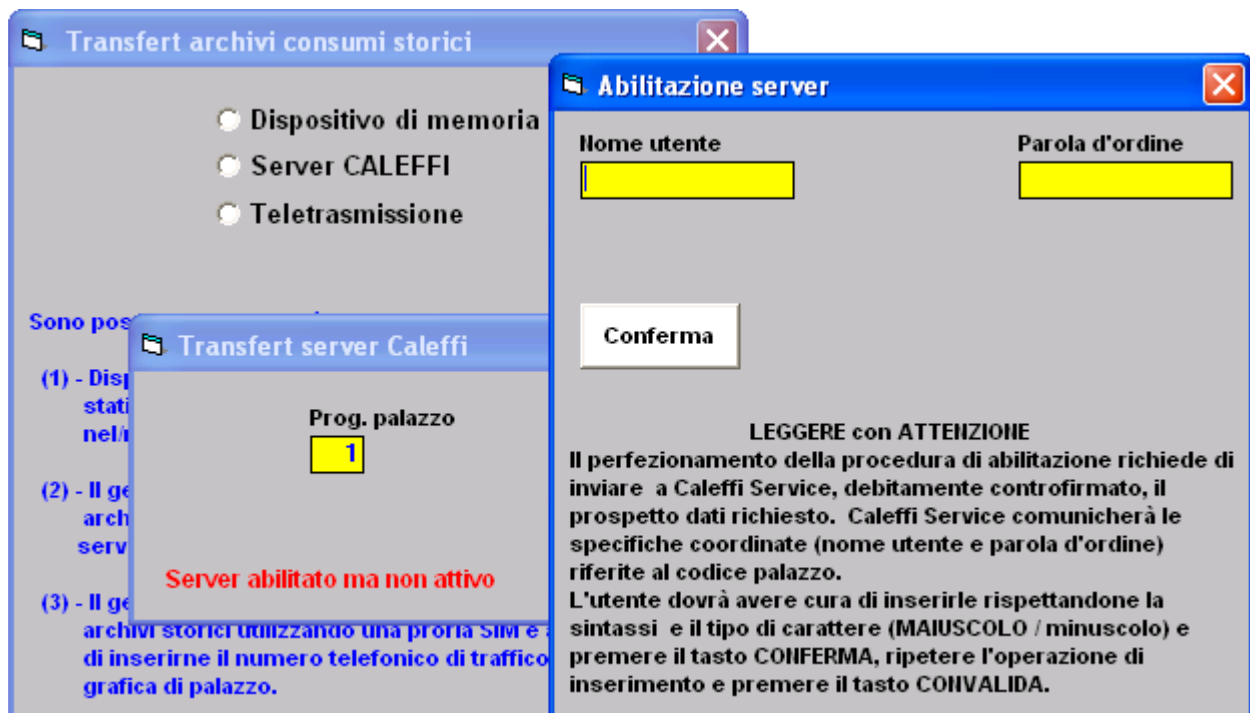 Transfert archivi consumi storici
Dispositivo di memoria
Server CALEFFI
Teletrasmissione
Sono pos
(1) - Disp
stati
nel/
(2) - Il ge
arch
serv
(3) - Il ge
archivi storici utilizzando una proria SIM e
di inserirne il numero telefonico di traffico
grafica di palazzo.
Transfert server Caleffi
Prog. palazzo
1
Server abilitato ma non attivo
Abilitazione server
Nome utente
Parola d'ordine
Conferma
LEGGERE con ATTENZIONE
Il perfezionamento della procedura di abilitazione richiede di
inviare a Caleffi Service, debitamente controfirmato, il
prospetto dati richiesto. Caleffi Service comunicherà le
specifiche coordinate (nome utente e parola d'ordine)
riferite al codice palazzo.
L'utente dovrà avere cura di inserirle rispettandone la
sintassi e il tipo di carattere (MAIUSCOLO / minuscolo) e
premere il tasto CONFERMA, ripetere l'operazione di
inserimento e premere il tasto CONVALIDA.